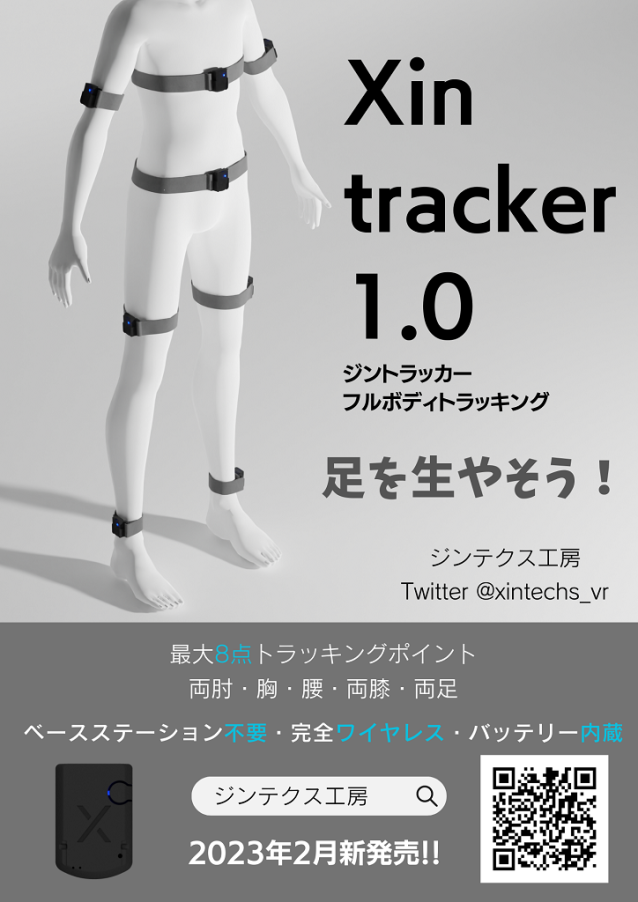 Xin
tracker
1.0
ジントラッカー
フルボディトラッキング
足を生やそう！
ジンテクス工房
Twitter @xintechs_vr
最大8点トラッキングポイント
両肘・胸・腰・両膝・両足
ベースステーション不要・完全ワイヤレス・バッテリー内蔵
X
ジンテクス工房
2023年2月新発売!!